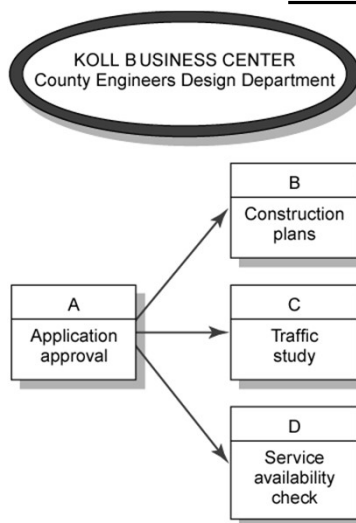 KOLL BUSINESS CENTER
County Engineers Design Department
B
Construction
plans
A
Application
approval
C
Traffic
study
D
Service
availability
check